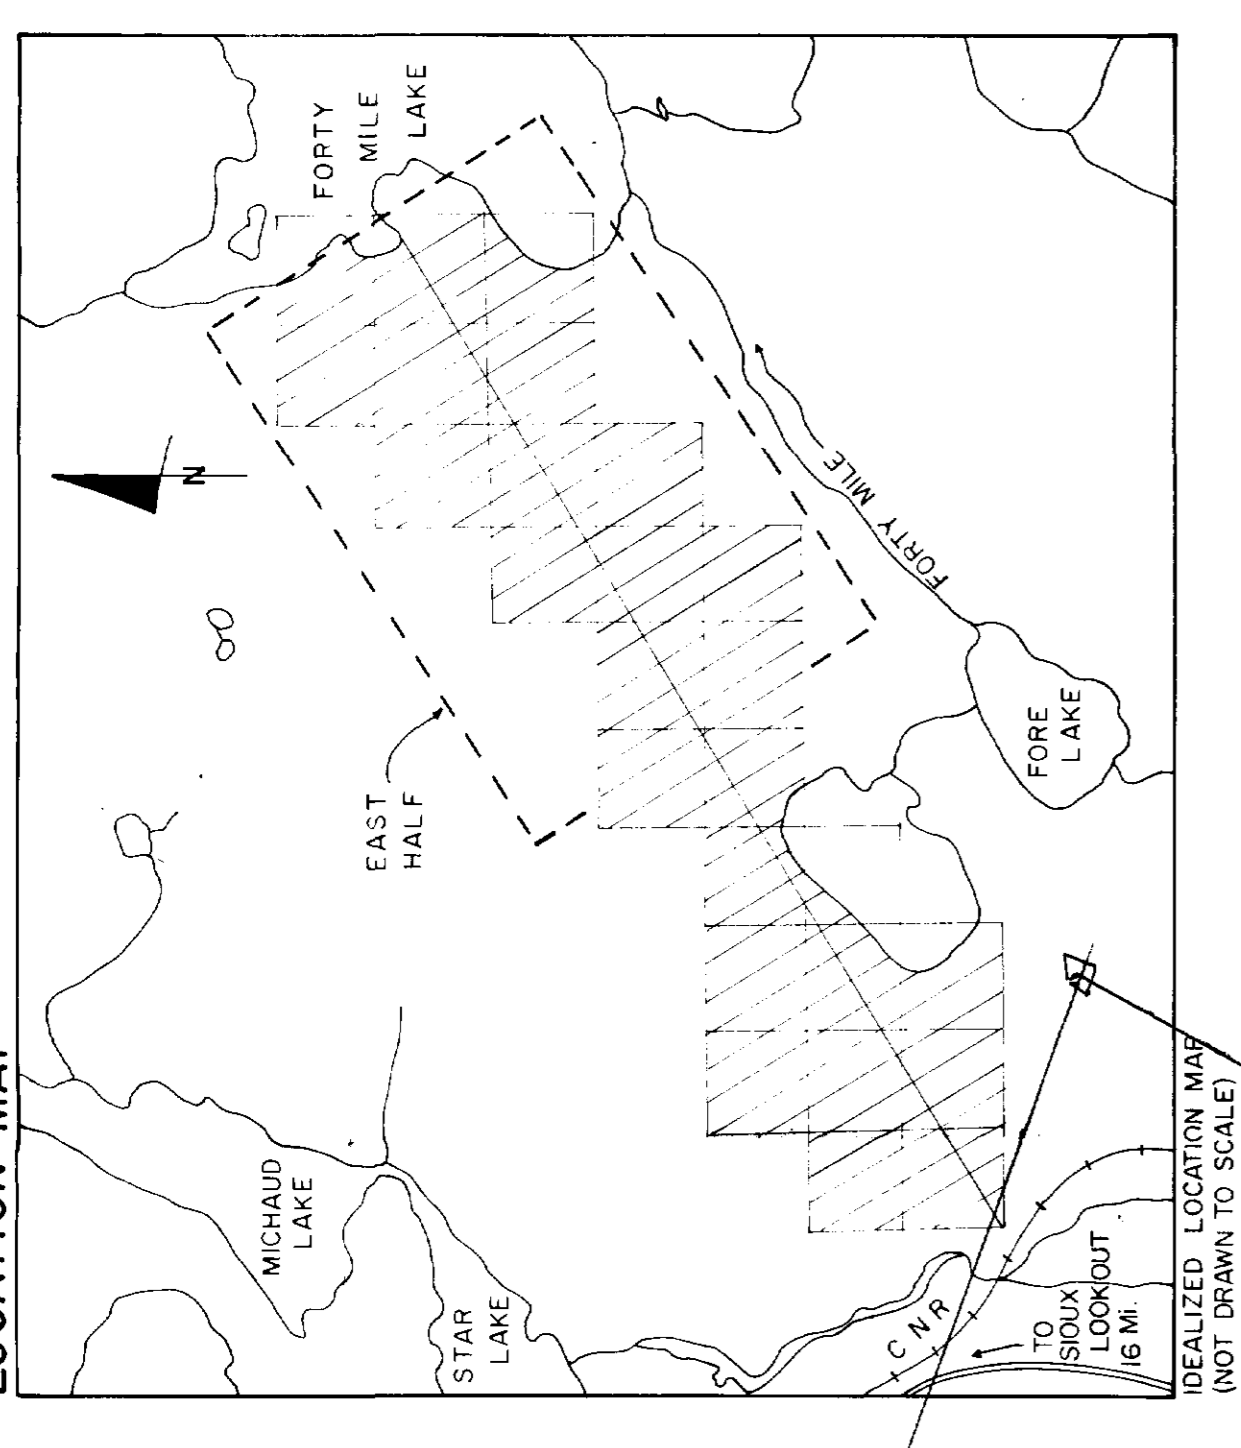 LOCATION MAP
FORTY
MILE
LAKE
N
EAST
HALF
FORTY MILE
FORE
LAKE
MICHAUD
LAKE
STAR
LAKE
CNR
TO
SIOUX
LOOKOUT
16 Mi.
IDEALIZED LOCATION MAP
(NOT DRAWN TO SCALE)